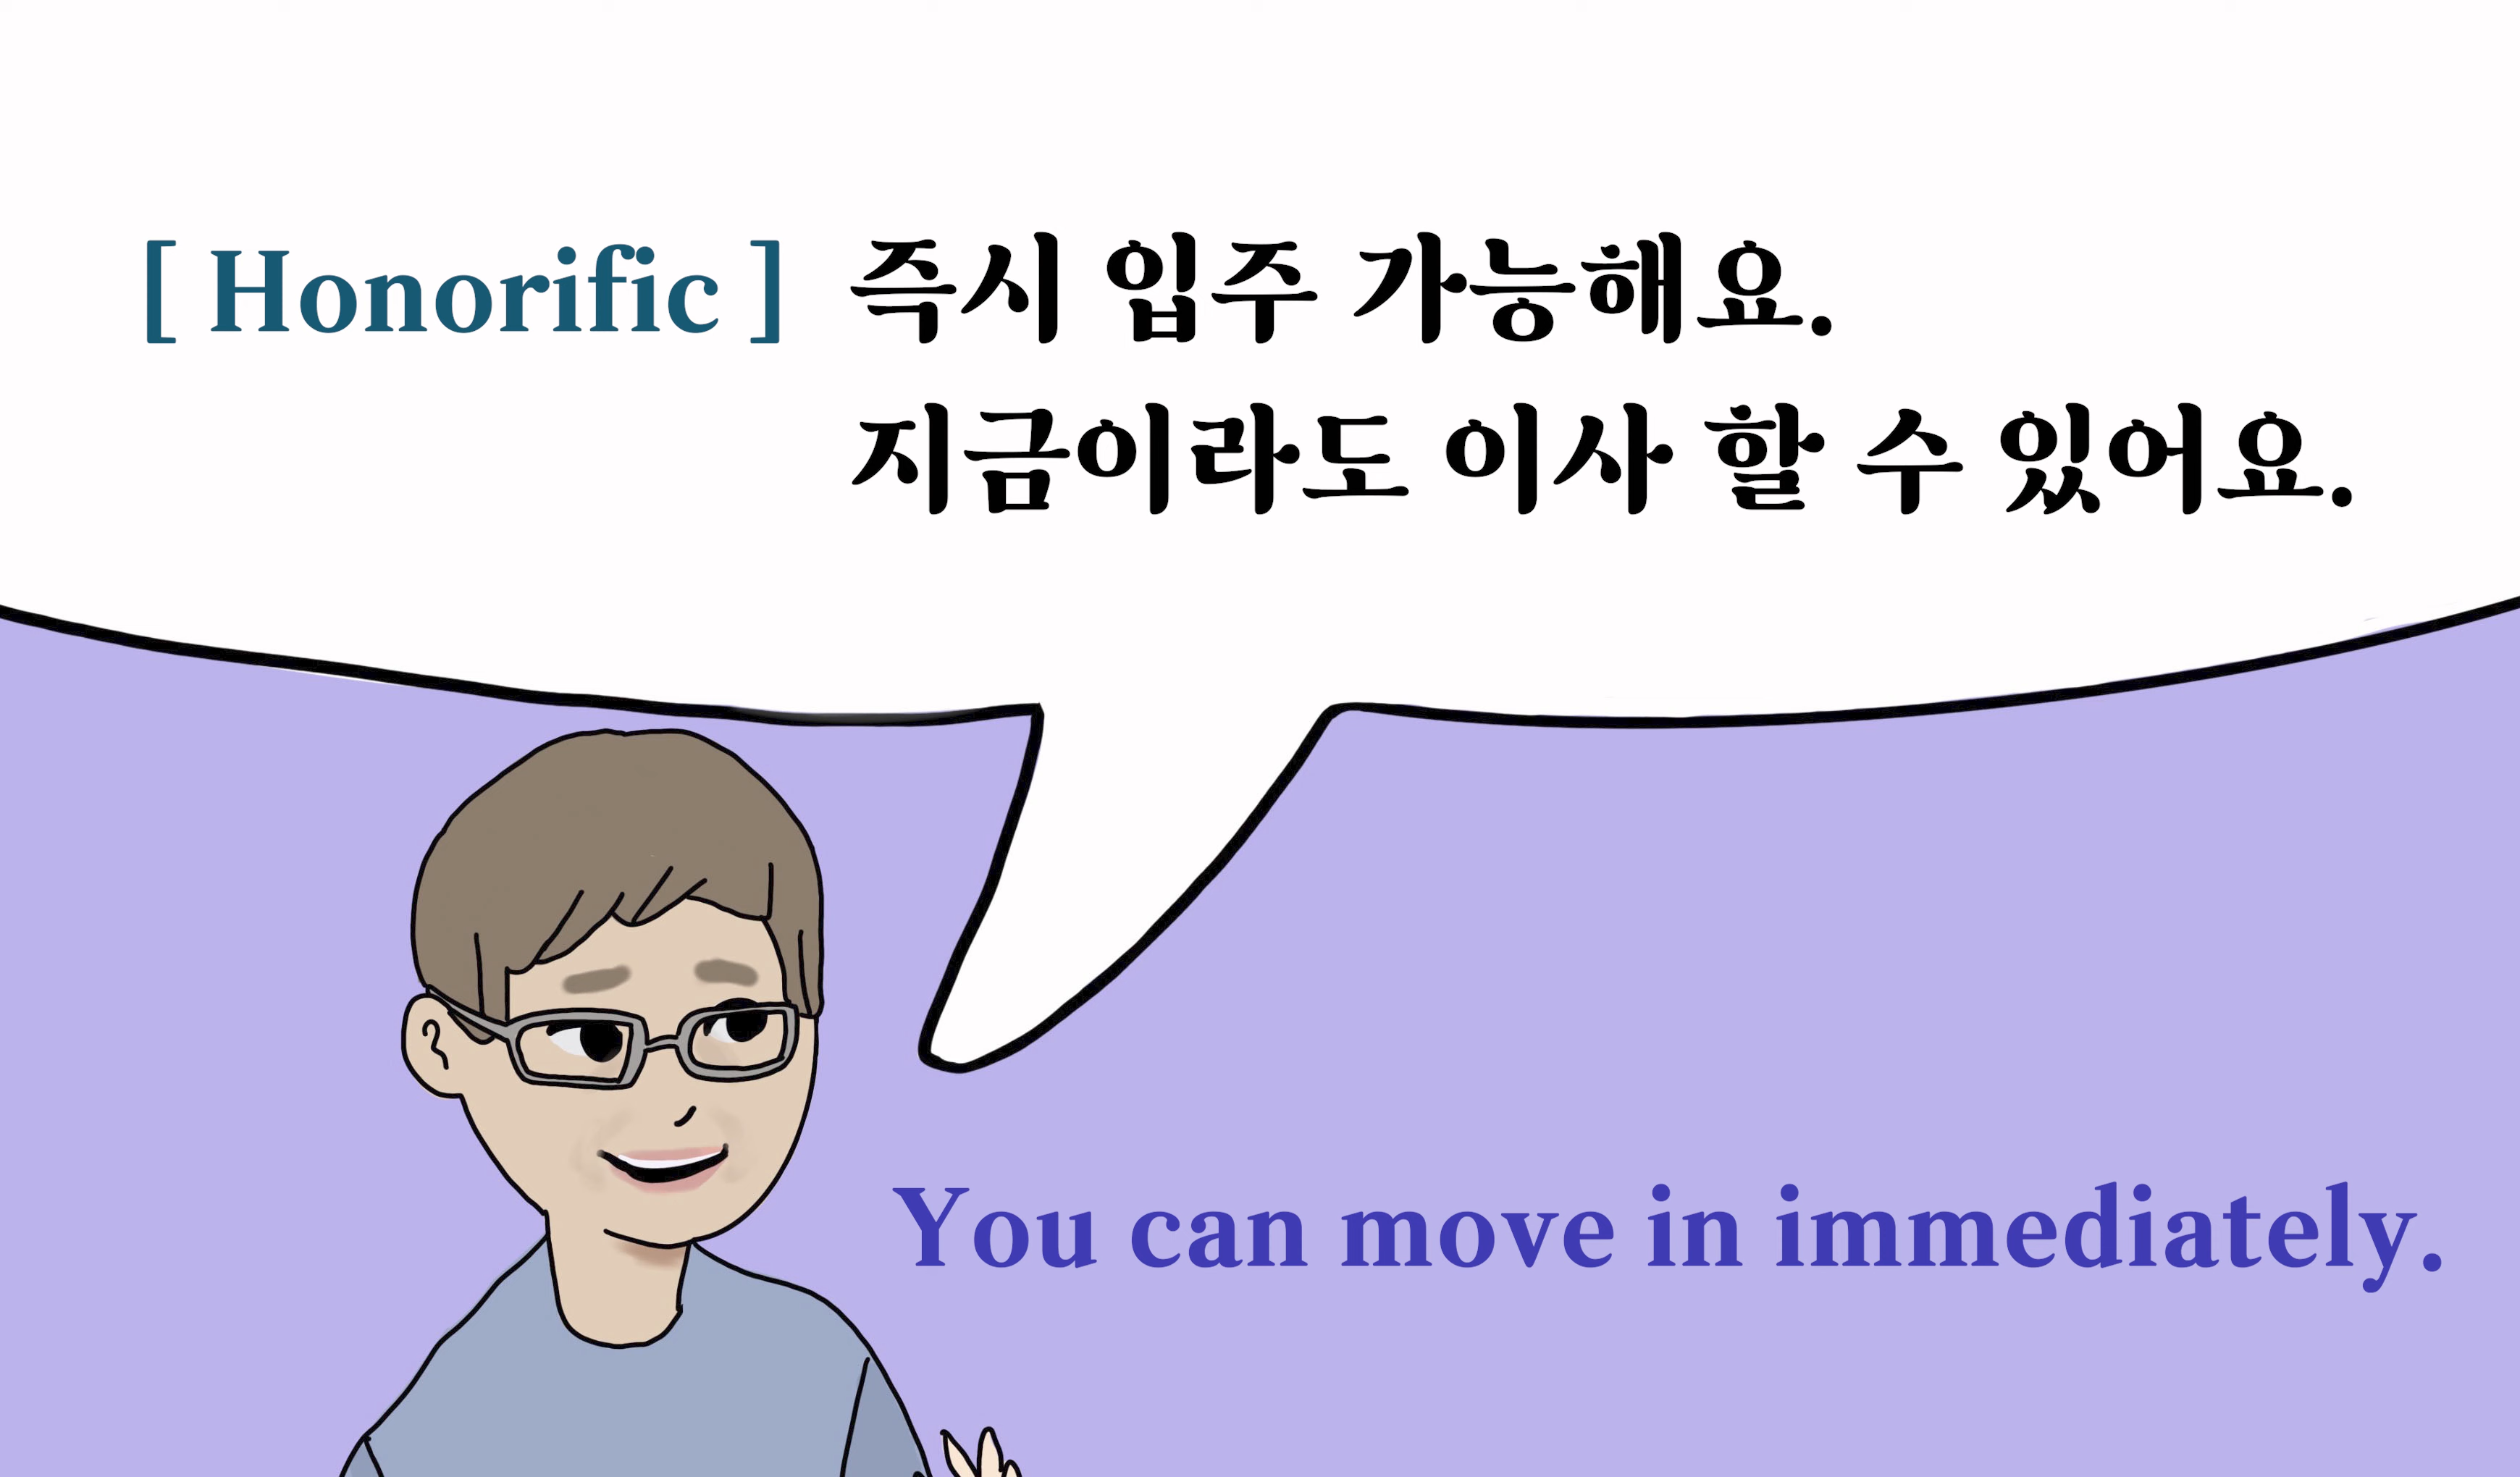 [ Honorific ] 즉시 입주 가능해요.
지금이라도 이사 할 수 있어요.
You can move in immediately.